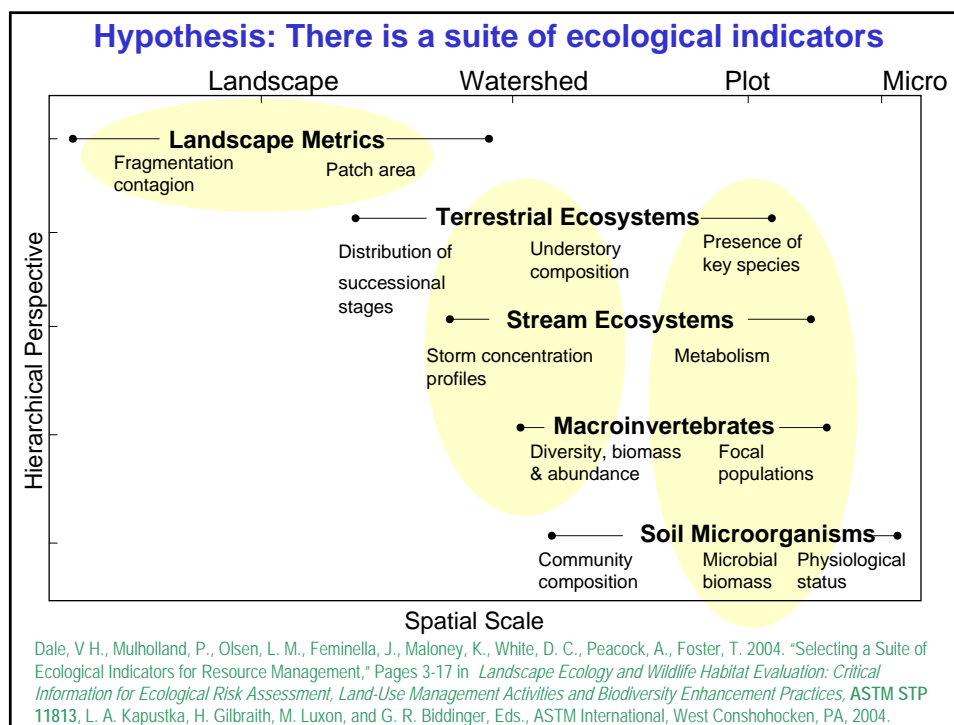 Hypothesis: There is a suite of ecological indicators
Landscape Watershed Plot Micro
Hierarchical Perspective
Landscape Metrics
Fragmentation
contagion
Patch area
Terrestrial Ecosystems
Distribution of
successional
stages
Understory
composition
Presence of
key species
Stream Ecosystems
Storm concentration
profiles
Metabolism
Macroinvertebrates
Diversity, biomass
& abundance
Focal
populations
Soil Microorganisms
Community
composition
Microbial
biomass
Physiological
status
Spatial Scale
Dale, V H., Mulholland, P., Olsen, L. M., Feminella, J., Maloney, K., White, D. C., Peacock, A., Foster, T. 2004. “Selecting a Suite of
Ecological Indicators for Resource Management,” Pages 3-17 in Landscape Ecology and Wildlife Habitat Evaluation: Critical
Information for Ecological Risk Assessment, Land-Use Management Activities and Biodiversity Enhancement Practices, ASTM STP
11813, L. A. Kapustka, H. Gilbraith, M. Luxon, and G. R. Biddinger, Eds., ASTM International, West Conshohocken, PA, 2004.